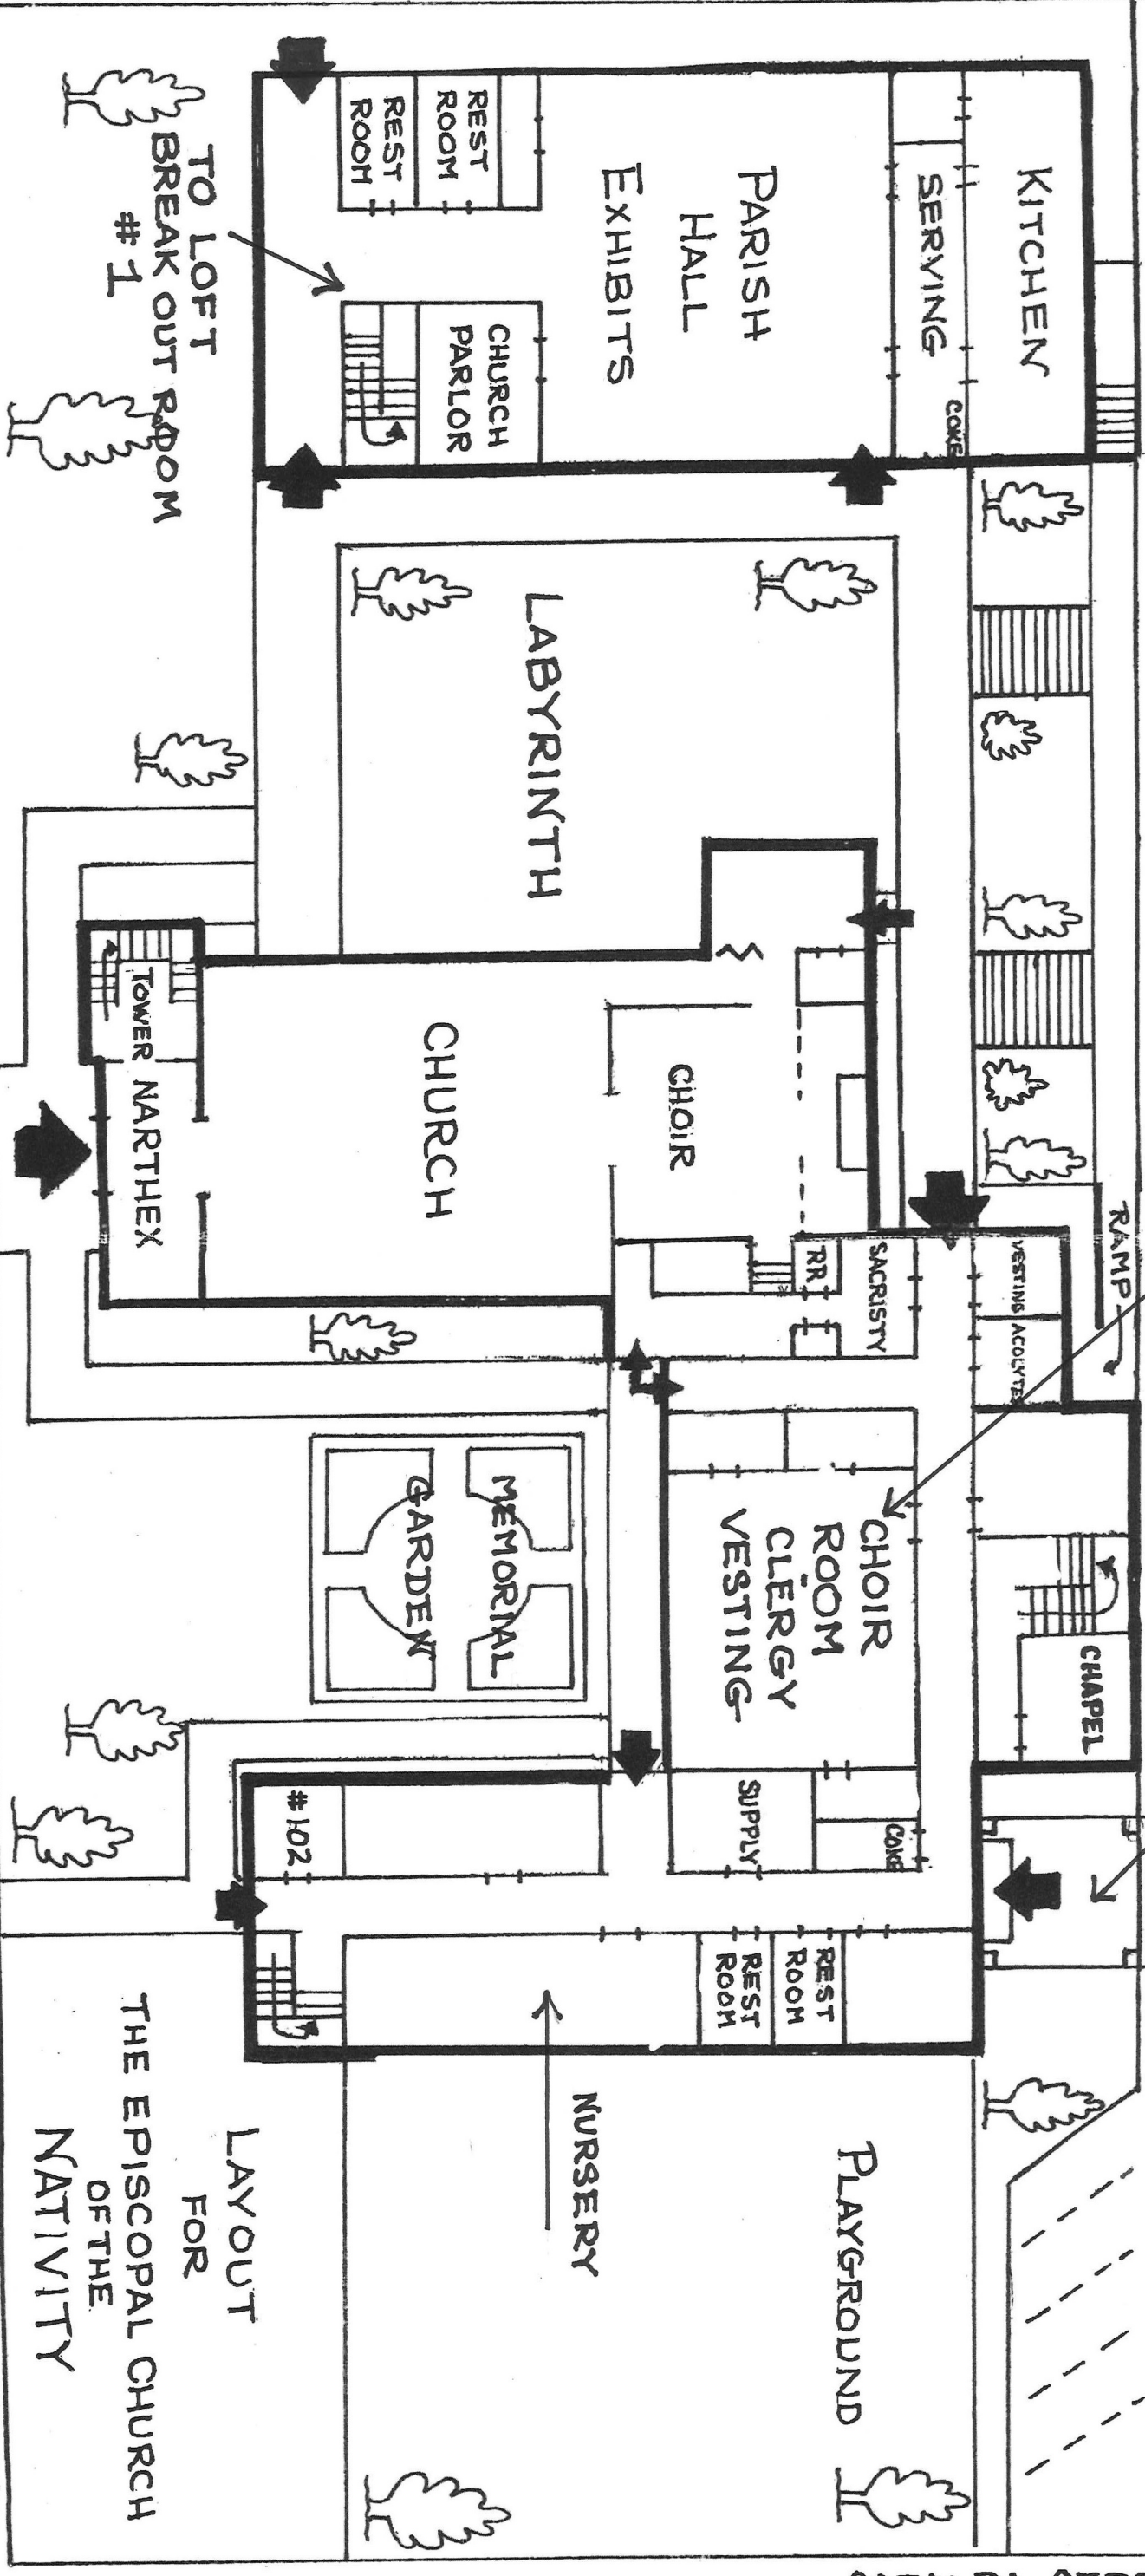 KITCHEN
SERVING
COKE
PARISH
HALL
EXHIBITS
REST
ROOM
REST
ROOM
CHURCH
PARLOR
TO LOFT
BREAK OUT ROOM
#1
LABYRINTH
CHURCH
CHOIR
TOWER NARTHEX
RAMP
VESTING ACOLYTES
SACRISTY
RR
CHOIR
ROOM
CLERGY
VESTING
CHAPEL
MEMORIAL
GARDEN
SUPPLY
COKE
#102
REST
ROOM
REST
ROOM
NURSERY
PLAYGROUND
LAYOUT
FOR
THE EPISCOPAL CHURCH
OF THE
NATIVITY